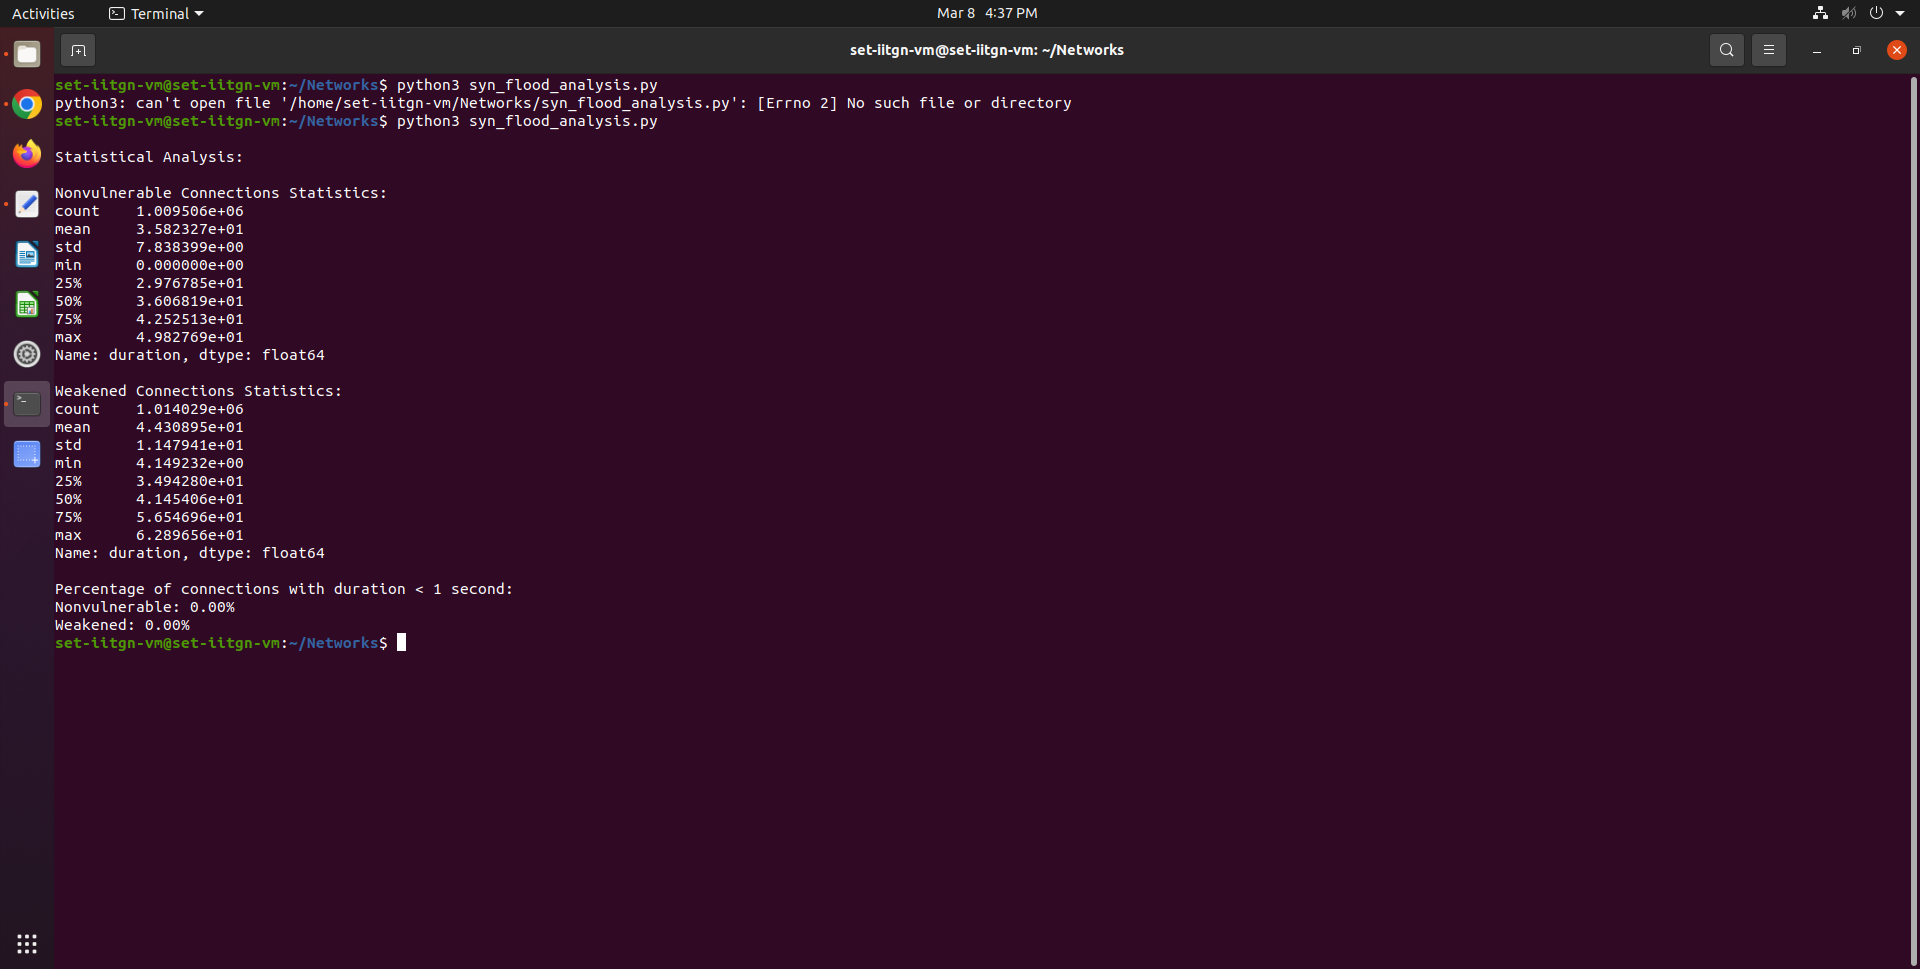 Activities Terminal Mar 8 4:37 PM
set-iitgn-vm@set-iitgn-vm: ~/Networks
set-iitgn-vm@set-iitgn-vm:~/Networks$ python3 syn_flood_analysis.py
python3: can't open file '/home/set-iitgn-vm/Networks/syn_flood_analysis.py': [Errno 2] No such file or directory
set-iitgn-vm@set-iitgn-vm:~/Networks$ python3 syn_flood_analysis.py
Statistical Analysis:
Nonvulnerable Connections Statistics:
count 1.009506e+06
mean 3.582327e+01
std 7.838399e+00
min 0.000000e+00
25% 2.976785e+01
50% 3.606819e+01
75% 4.252513e+01
max 4.982769e+01
Name: duration, dtype: float64
Weakened Connections Statistics:
count 1.014029e+06
mean 4.430895e+01
std 1.147941e+01
min 4.149232e+00
25% 3.494280e+01
50% 4.145406e+01
75% 5.654696e+01
max 6.289656e+01
Name: duration, dtype: float64
Percentage of connections with duration < 1 second:
Nonvulnerable: 0.00%
Weakened: 0.00%
set-iitgn-vm@set-iitgn-vm:~/Networks$